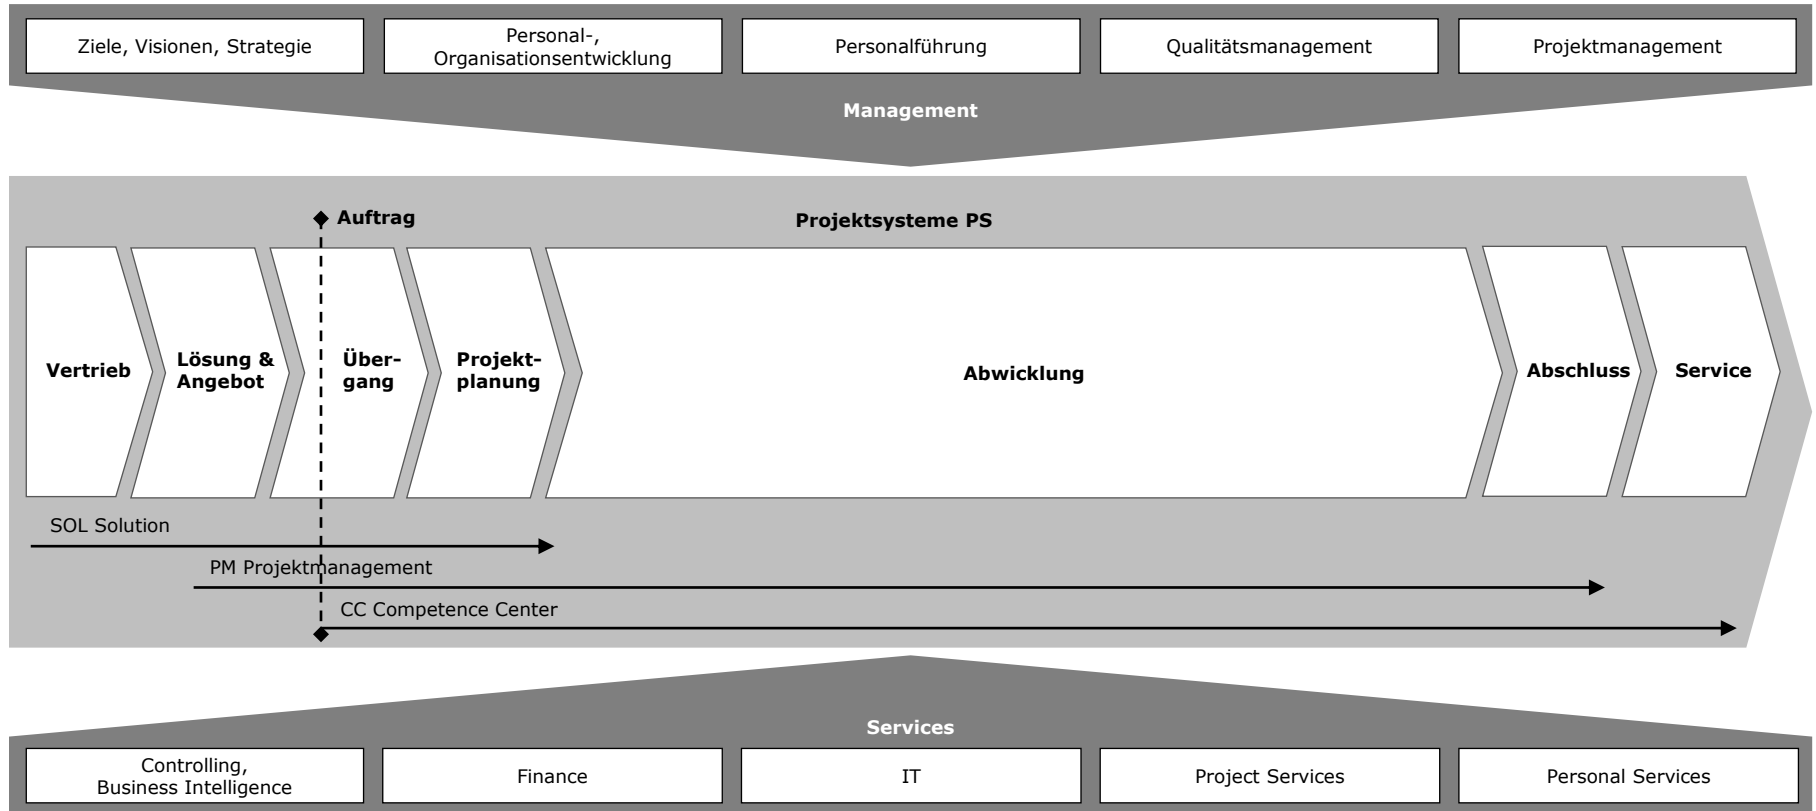 Ziele, Visionen, Strategie
Personal-,
Organisationsentwicklung
Personalführung
Qualitätsmanagement
Projektmanagement
Management
Auftrag
Projektsysteme PS
Vertrieb
Lösung &
Angebot
Über-
gang
Projekt-
planung
Abwicklung
Abschluss
Service
SOL Solution
PM Projektmanagement
CC Competence Center
Services
Controlling,
Business Intelligence
Finance
IT
Project Services
Personal Services